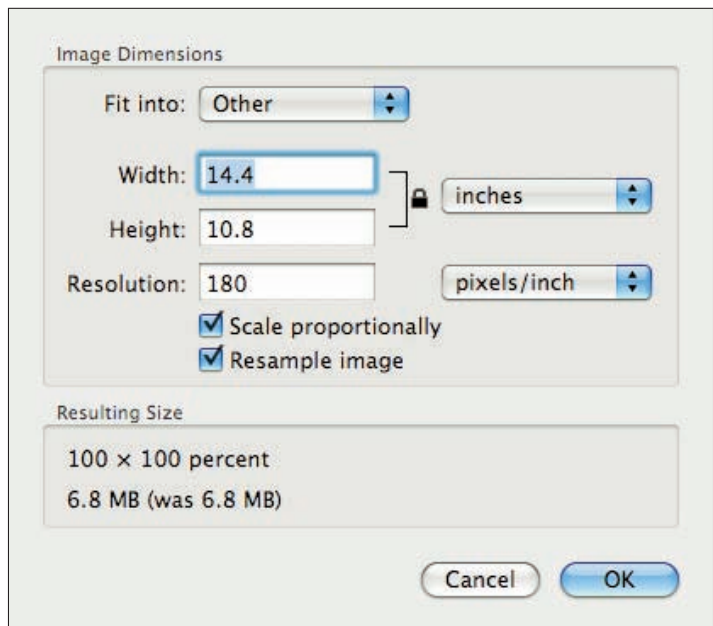 Image Dimensions
Fit into: Other
Width: 14.4
inches
Height: 10.8
Resolution: 180 pixels/inch
Scale proportionally
Resample image
Resulting Size
100 × 100 percent
6.8 MB (was 6.8 MB)
Cancel OK